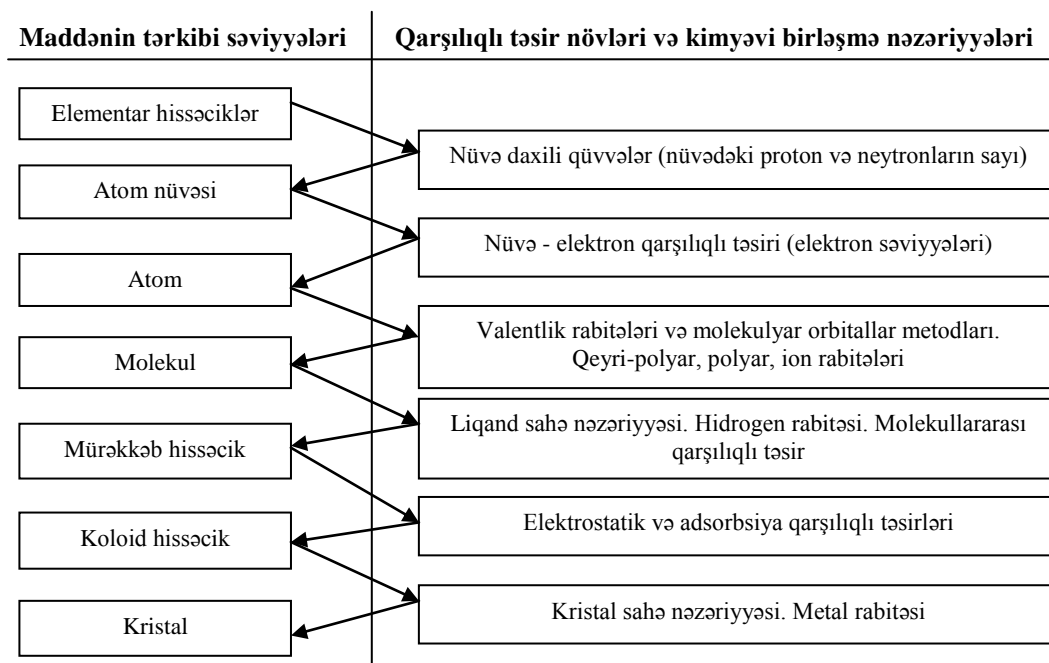 Maddənin tərkibi səviyyələri
Qarşılıqlı təsir növləri və kimyəvi birləşmə nəzəriyyələri
Elementar hissəciklər
Nüvə daxili qüvvələr (nüvədəki proton və neytronların sayı)
Atom nüvəsi
Nüvə - elektron qarşılıqlı təsiri (elektron səviyyələri)
Atom
Valentlik rabitələri və molekulyar orbitallar metodları.
Qeyri-polyar, polyar, ion rabitələri
Molekul
Liqand sahə nəzəriyyəsi. Hidrogen rabitəsi. Molekullararası
qarşılıqlı təsir
Mürəkkəb hissəcik
Elektrostatik və adsorbsiya qarşılıqlı təsirləri
Koloid hissəcik
Kristal sahə nəzəriyyəsi. Metal rabitəsi
Kristal